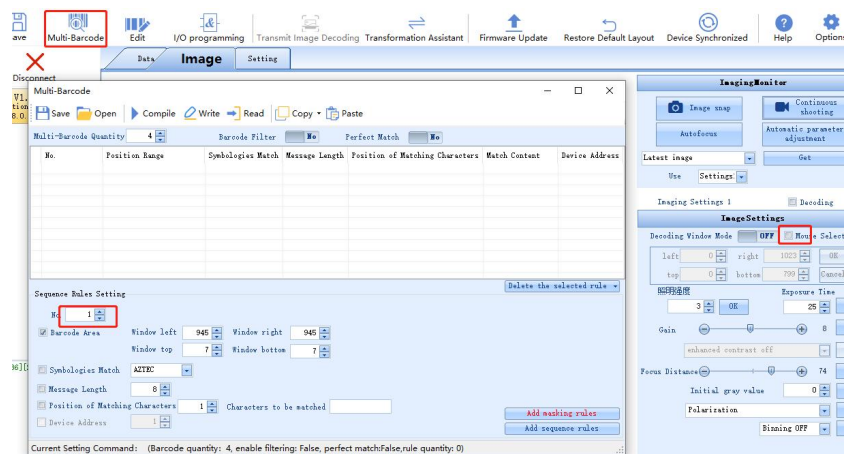 ave Multi-Barcode Edit I/O programming Transmit Image Decoding Transformation Assistant Firmware Update Restore Default Layout Device Synchronized Help Options
Data Image Setting
Disconnect
V1.
tion
8.0.
Multi-Barcode
Save Open Compile Write Read Copy Paste
Multi-Barcode Quantity 4 Barcode Filter No Perfect Match No
No. Position Range Symbologies Match Message Length Position of Matching Characters Match Content Device Address
Delete the selected rule
Sequence Rules Setting
No 1
Barcode Area Window left 945 Window right 945
Window top 7 Window bottom 7
Symbologies Match AZTEC
Message Length 8
Position of Matching Characters 1 Characters to be matched
Device Address 1
Add masking rules
Add sequence rules
Current Setting Command: (Barcode quantity: 4, enable filtering: False, perfect match:False,rule quantity: 0)
ImagingMonitor
Image snap Continuous shooting
Autofocus Automatic parameter adjustment
Latest image Get
Use Settings
Imaging Settings 1 Decoding
ImageSettings
Decoding Window Mode OFF Mouse Select
left 0 right 1023 OK
top 0 bottom 799 Cancel
Exposure Time
3 OK 25
Gain 8
enhanced contrast off
Focus Distance 74
Initial gray value 0
Polarization
Binning OFF